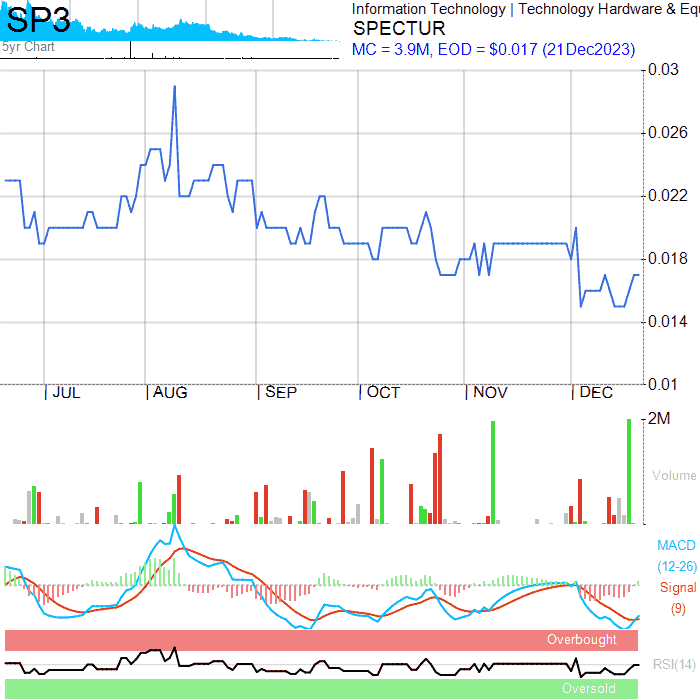 SP3
5yr Chart
Information Technology | Technology Hardware & Equ
SPECTUR
MC = 3.9M, EOD = $0.017 (21Dec2023)
0.03
0.026
0.022
0.018
0.014
0.01
JUL
AUG
SEP
OCT
NOV
DEC
2M
Volume
MACD
(12-26)
Signal
(9)
Overbought
RSI(14)
Oversold